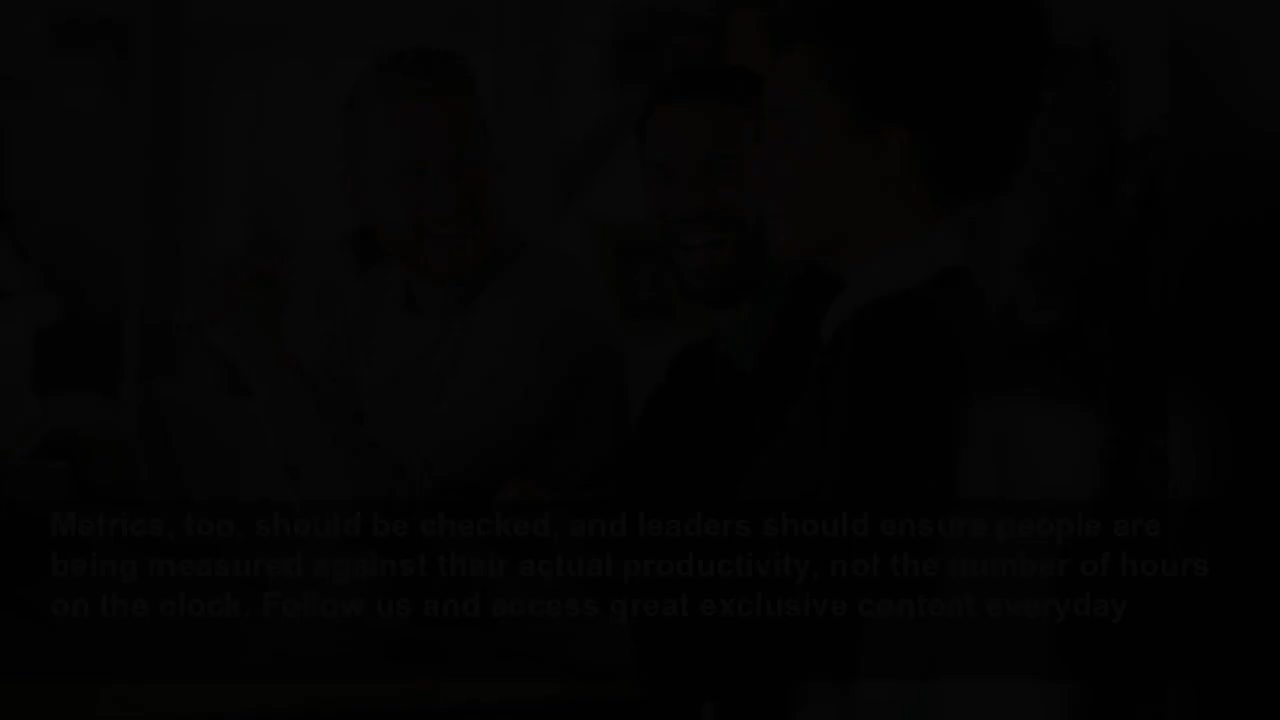 Metrics, too, should be checked, and leaders should ensure people are
being measured against their actual productivity, not the number of hours
on the clock. Follow us and access great exclusive content everyday